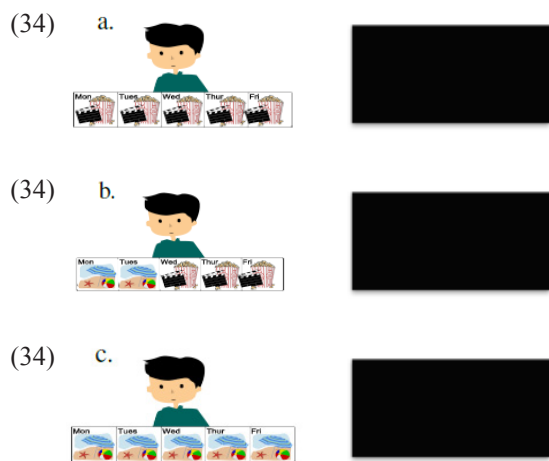 (34) a.
Mon Tues Wed Thur Fri
(34) b.
Mon Tues Wed Thur Fri
(34) c.
Mon Tues Wed Thur Fri